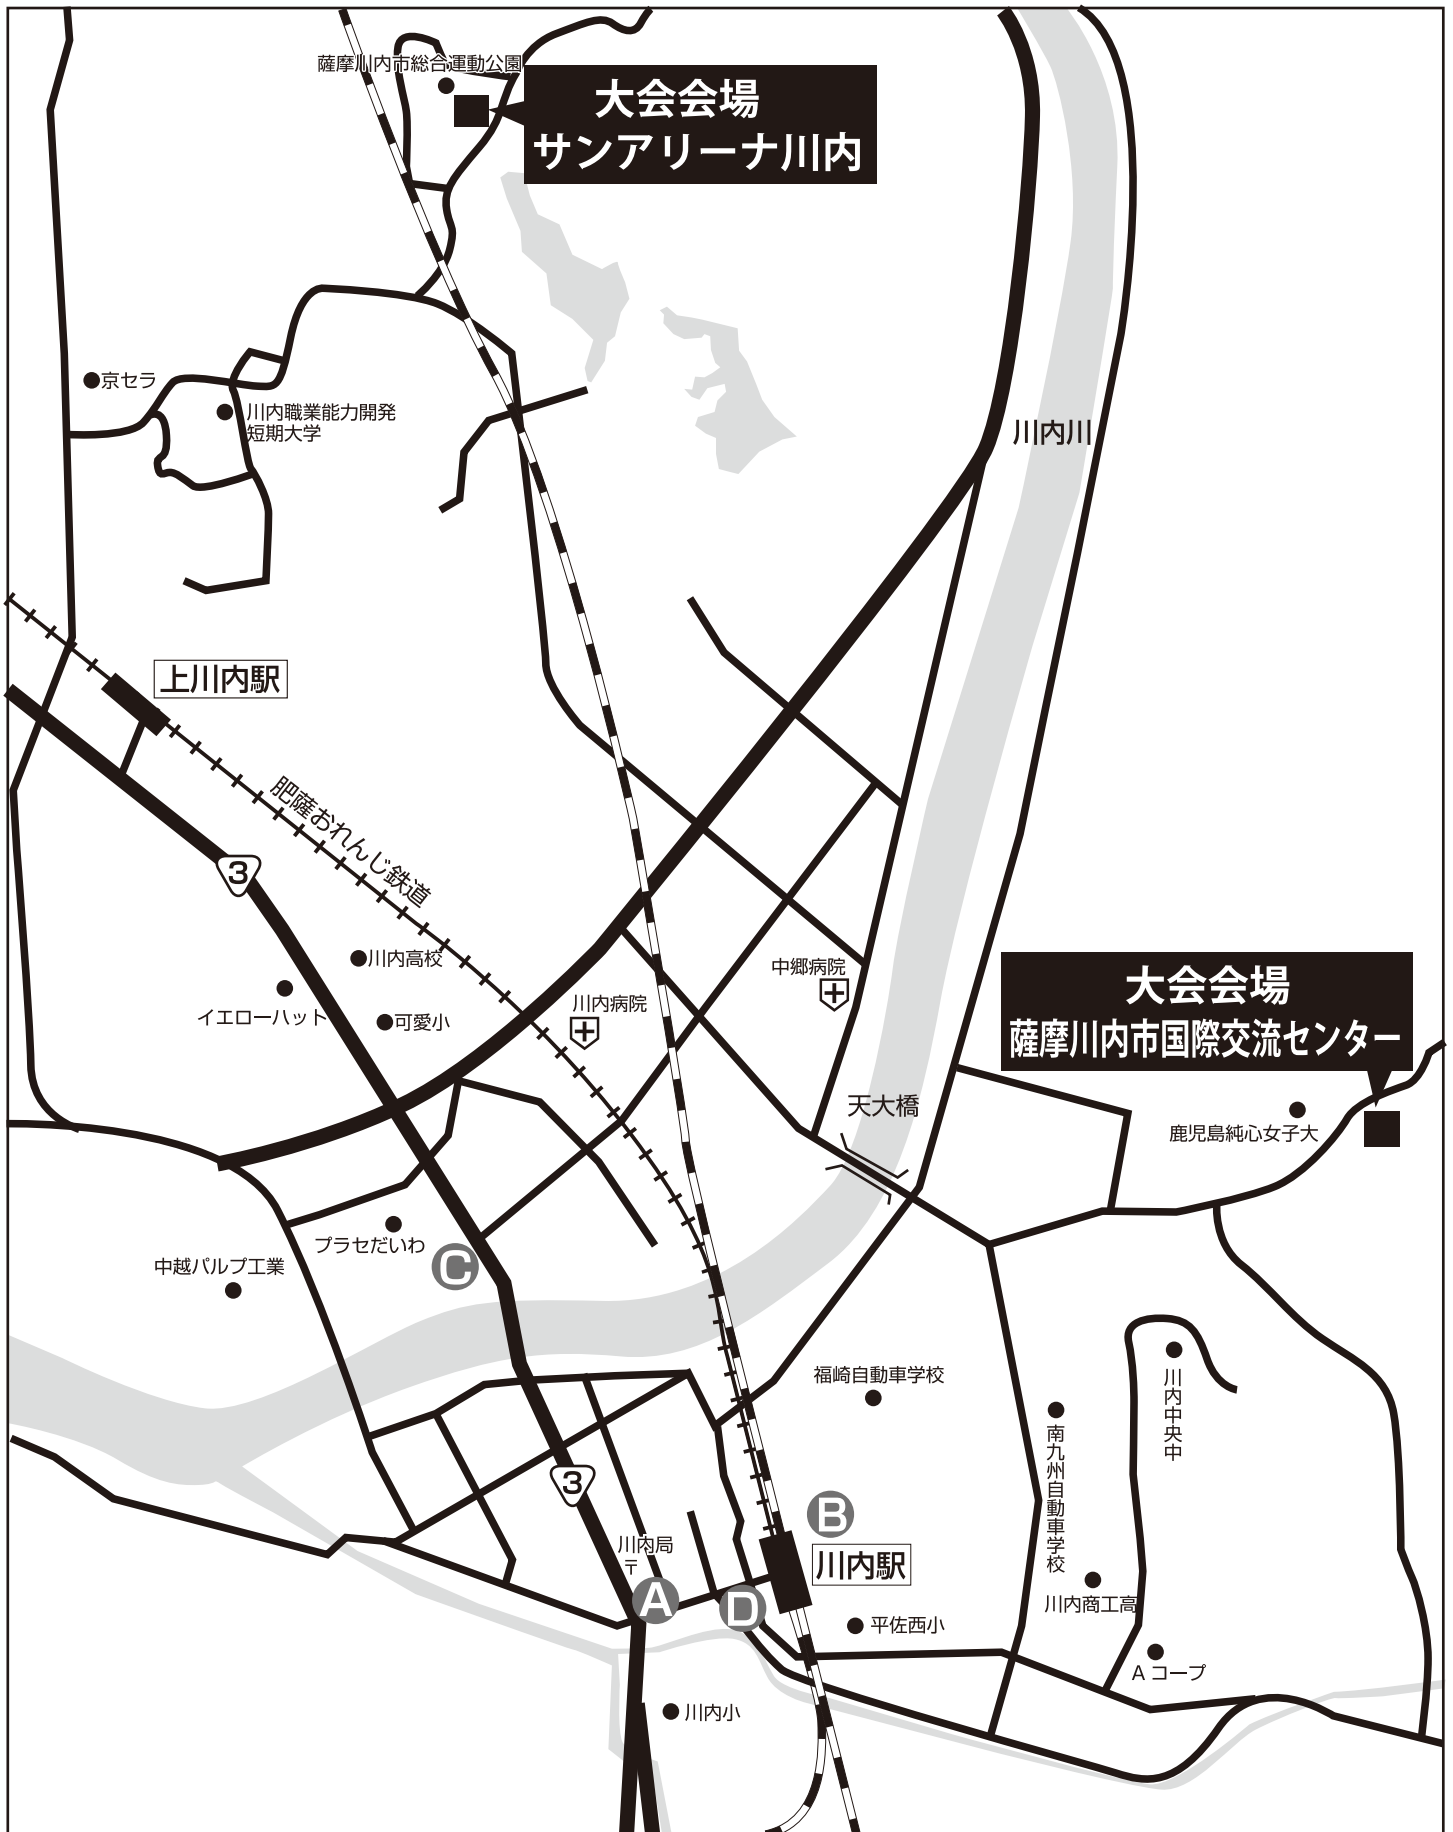 薩摩川内市総合運動公園
大会会場
サンアリーナ川内
京セラ
川内職業能力開発
短期大学
川内川
上川内駅
肥薩おれんじ鉄道
3
川内高校
イエローハット
可愛小
川内病院
中郷病院
大会会場
薩摩川内市国際交流センター
天大橋
鹿児島純心女子大
プラセだいわ
C
中越パルプ工業
福崎自動車学校
川内中央中
南九州自動車学校
3
B
川内局
〒
川内駅
A
D
川内商工高
平佐西小
Aコープ
川内小